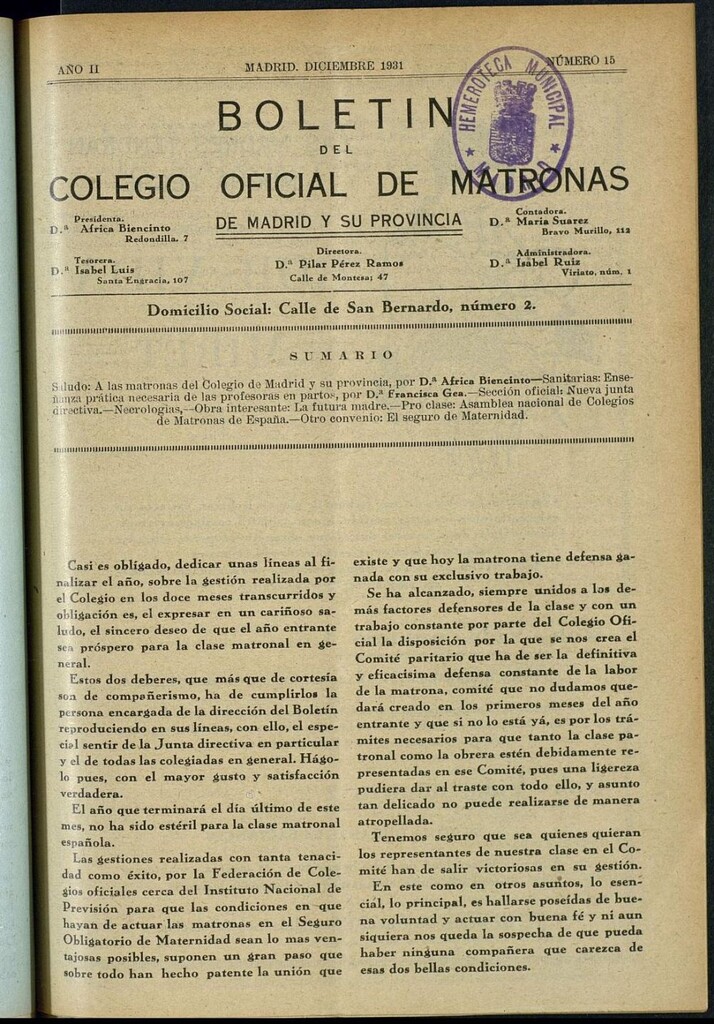 AÑO II
MADRID. DICIEMBRE 1931
NÚMERO 15
HEMEROTECA MUNICIPAL
MADRID
BOLETIN
DEL
COLEGIO OFICIAL DE MATRONAS
DE MADRID Y SU PROVINCIA
Presidenta.
D.ª Africa Biencinto
Redondilla. 7
Contadora.
D.ª Maria Suarez
Bravo Murillo, 112
Tesorera.
D.ª Isabel Luis
Santa Engracia, 107
Directora.
D.ª Pilar Pérez Ramos
Calle de Montesa; 47
Administradora.
D.ª Isabel Ruiz
Viriato, núm. 1
Domicilio Social: Calle de San Bernardo, número 2.
SUMARIO
Saludo: A las matronas del Colegio de Madrid y su provincia, por D.ª Africa Biencinto—Sanitarias: Ense-
ñanza prática necesaria de las profesoras en partos, por D.ª Francisca Gea.—Sección oficial: Nueva junta
directiva.—Necrologías,—Obra interesante: La futura madre.—Pro clase: Asamblea nacional de Colegios
de Matronas de España.—Otro convenio: El seguro de Maternidad.
Casi es obligado, dedicar unas líneas al fi-
nalizar el año, sobre la gestión realizada por
el Colegio en los doce meses transcurridos y
obligación es, el expresar en un cariñoso sa-
ludo, el sincero deseo de que el año entrante
sea próspero para la clase matronal en ge-
neral.
Estos dos deberes, que más que de cortesía
son de compañerismo, ha de cumplirlos la
persona encargada de la dirección del Boletín
reproduciendo en sus líneas, con ello, el espe-
cial sentir de la Junta directiva en particular
y el de todas las colegiadas en general. Hágo-
lo pues, con el mayor gusto y satisfacción
verdadera.
El año que terminará el día último de este
mes, no ha sido estéril para la clase matronal
española.
Las gestiones realizadas con tanta tenaci-
dad como éxito, por la Federación de Cole-
gios oficiales cerca del Instituto Nacional de
Previsión para que las condiciones en que
hayan de actuar las matronas en el Seguro
Obligatorio de Maternidad sean lo mas ven-
tajosas posibles, suponen un gran paso que
sobre todo han hecho patente la unión que
existe y que hoy la matrona tiene defensa ga-
nada con su exclusivo trabajo.
Se ha alcanzado, siempre unidos a los de-
más factores defensores de la clase y con un
trabajo constante por parte del Colegio Ofi-
cial la disposición por la que se nos crea el
Comité paritario que ha de ser la definitiva
y eficacisima defensa constante de la labor
de la matrona, comité que no dudamos que-
dará creado en los primeros meses del año
entrante y que si no lo está yá, es por los trá-
mites necesarios para que tanto la clase pa-
tronal como la obrera estén debidamente re-
presentadas en ese Comité, pues una ligereza
pudiera dar al traste con todo ello, y asunto
tan delicado no puede realizarse de manera
atropellada.
Tenemos seguro que sea quienes quieran
los representantes de nuestra clase en el Co-
mité han de salir victoriosas en su gestión.
En este como en otros asuntos, lo esen-
ciál, lo principal, es hallarse poseídas de bue-
na voluntad y actuar con buena fé y ni aun
siquiera nos queda la sospecha de que pueda
haber ninguna compañera que carezca de
esas dos bellas condiciones.